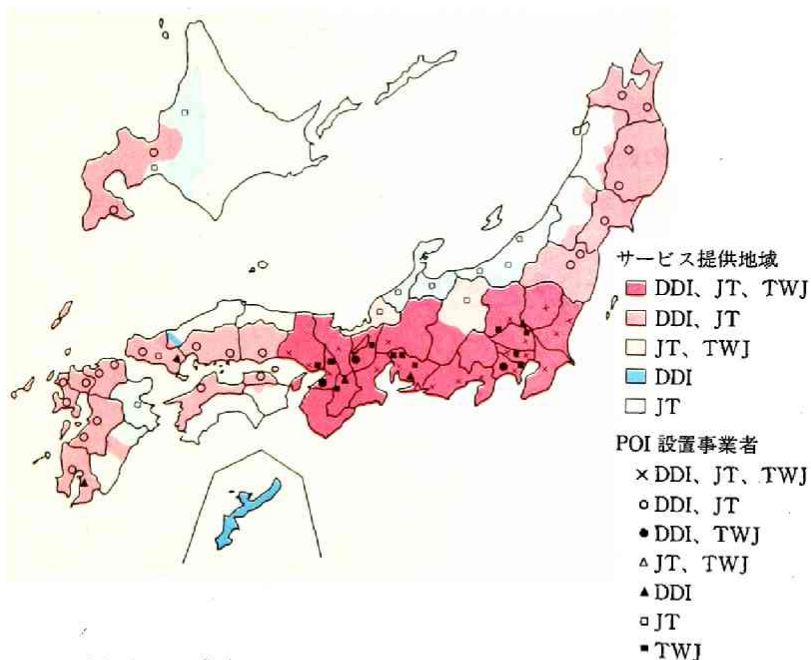 サービス提供地域
DDI、JT、TWJ
DDI、JT
JT、TWJ
DDI
JT
POI 設置事業者
× DDI、JT、TWJ
○ DDI、JT
● DDI、TWJ
△ JT、TWJ
▲ DDI
□ JT
■ TWJ